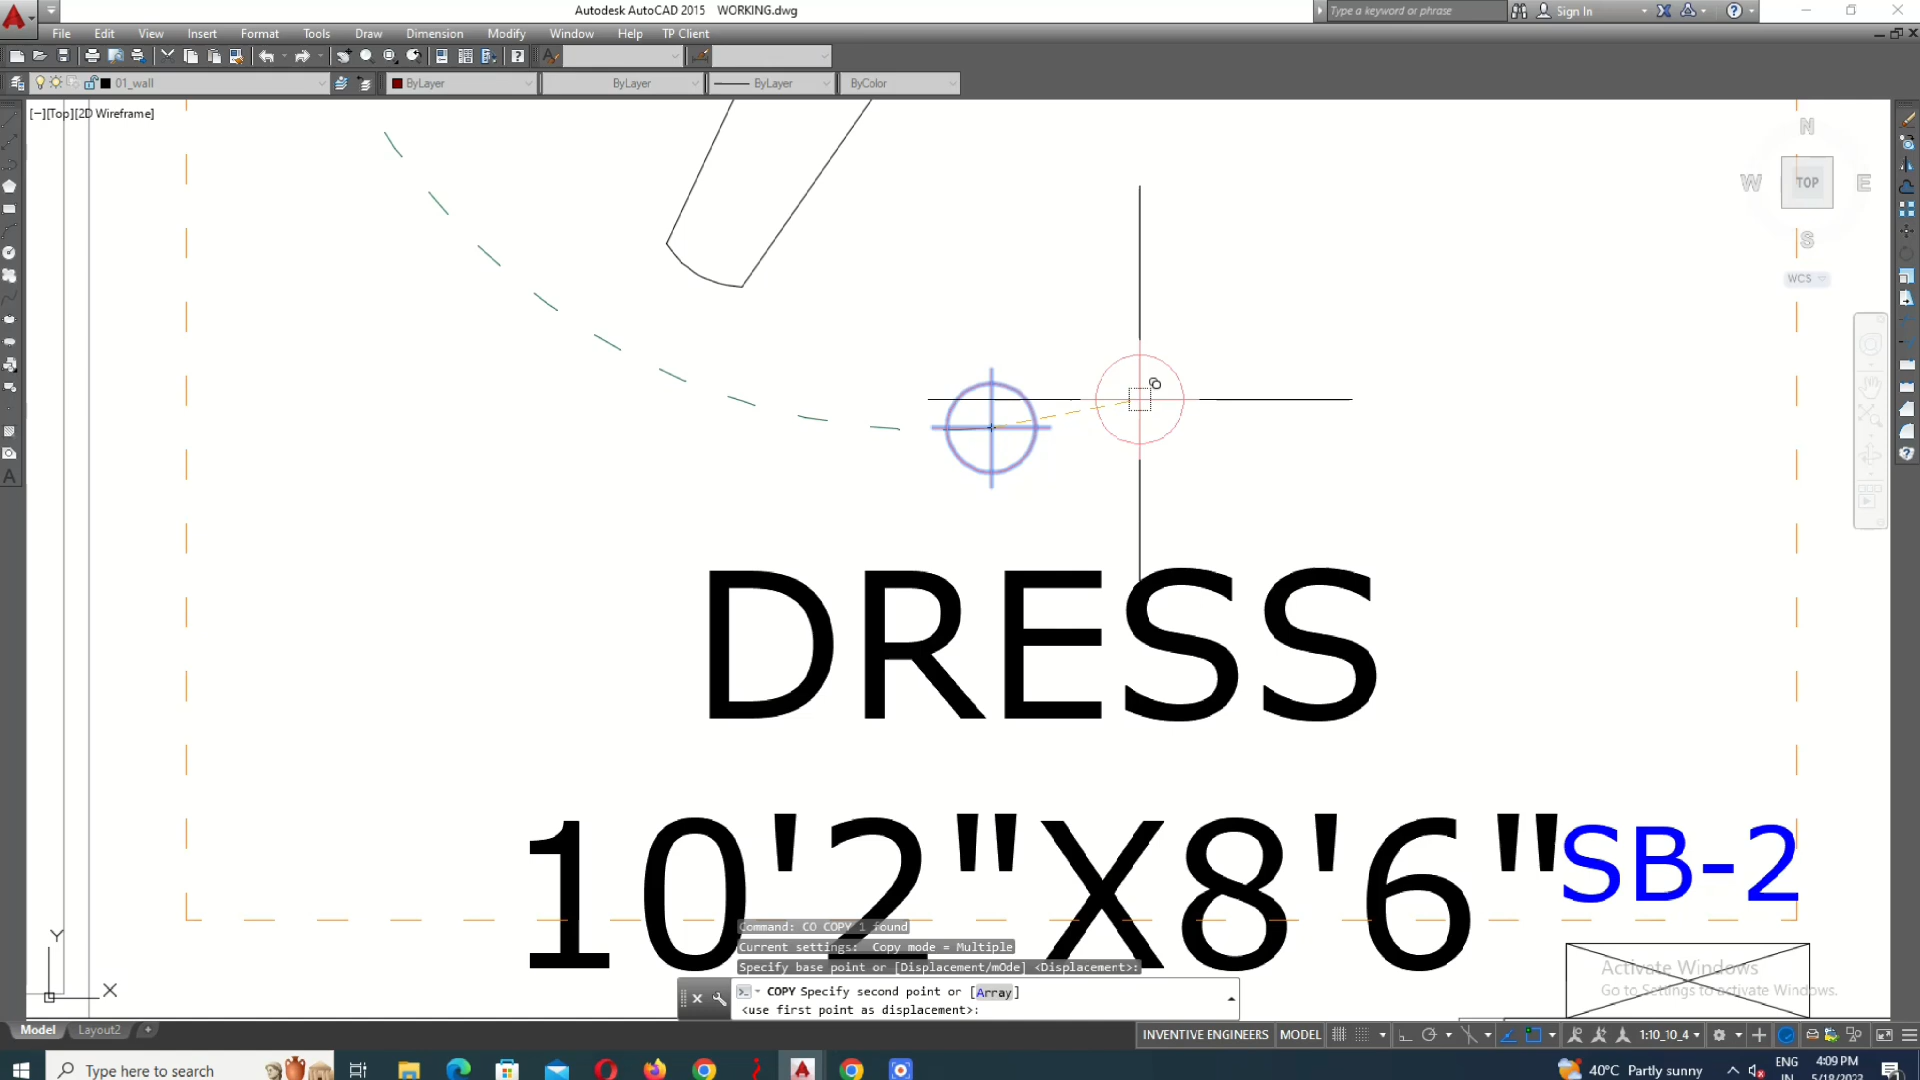 Autodesk AutoCAD 2015 WORKING.dwg
Type a keyword or phrase
Sign In
File Edit View Insert Format Tools Draw Dimension Modify Window Help TP Client
01_wall
ByLayer
ByLayer
ByLayer
ByColor
[−][Top][2D Wireframe]
N
W
TOP
E
S
WCS
DRESS
10'2"X8'6"
SB-2
Command: CO COPY 1 found
Current settings: Copy mode = Multiple
Specify base point or [Displacement/mOde] <Displacement>:
COPY Specify second point or [Array]
<use first point as displacement>:
Activate Windows
Go to Settings to activate Windows.
Y
X
Model
Layout2
INVENTIVE ENGINEERS
MODEL
1:10_10_4
Type here to search
40°C Partly sunny
ENG
IN
4:09 PM
5/18/2023